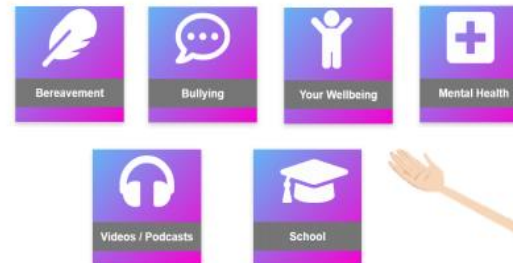 Bereavement
Bullying
Your Wellbeing
Mental Health
Videos / Podcasts
School